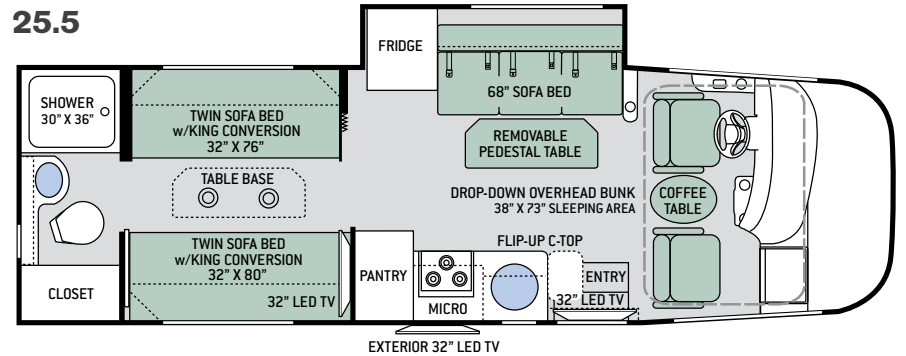 25.5
FRIDGE
68" SOFA BED
SHOWER
30" X 36"
TWIN SOFA BED
w/KING CONVERSION
32" X 76"
REMOVABLE
PEDESTAL TABLE
TABLE BASE
DROP-DOWN OVERHEAD BUNK
38" X 73" SLEEPING AREA
COFFEE
TABLE
TWIN SOFA BED
w/KING CONVERSION
32" X 80"
32" LED TV
FLIP-UP C-TOP
PANTRY
ENTRY
CLOSET
MICRO
32" LED TV
EXTERIOR 32" LED TV